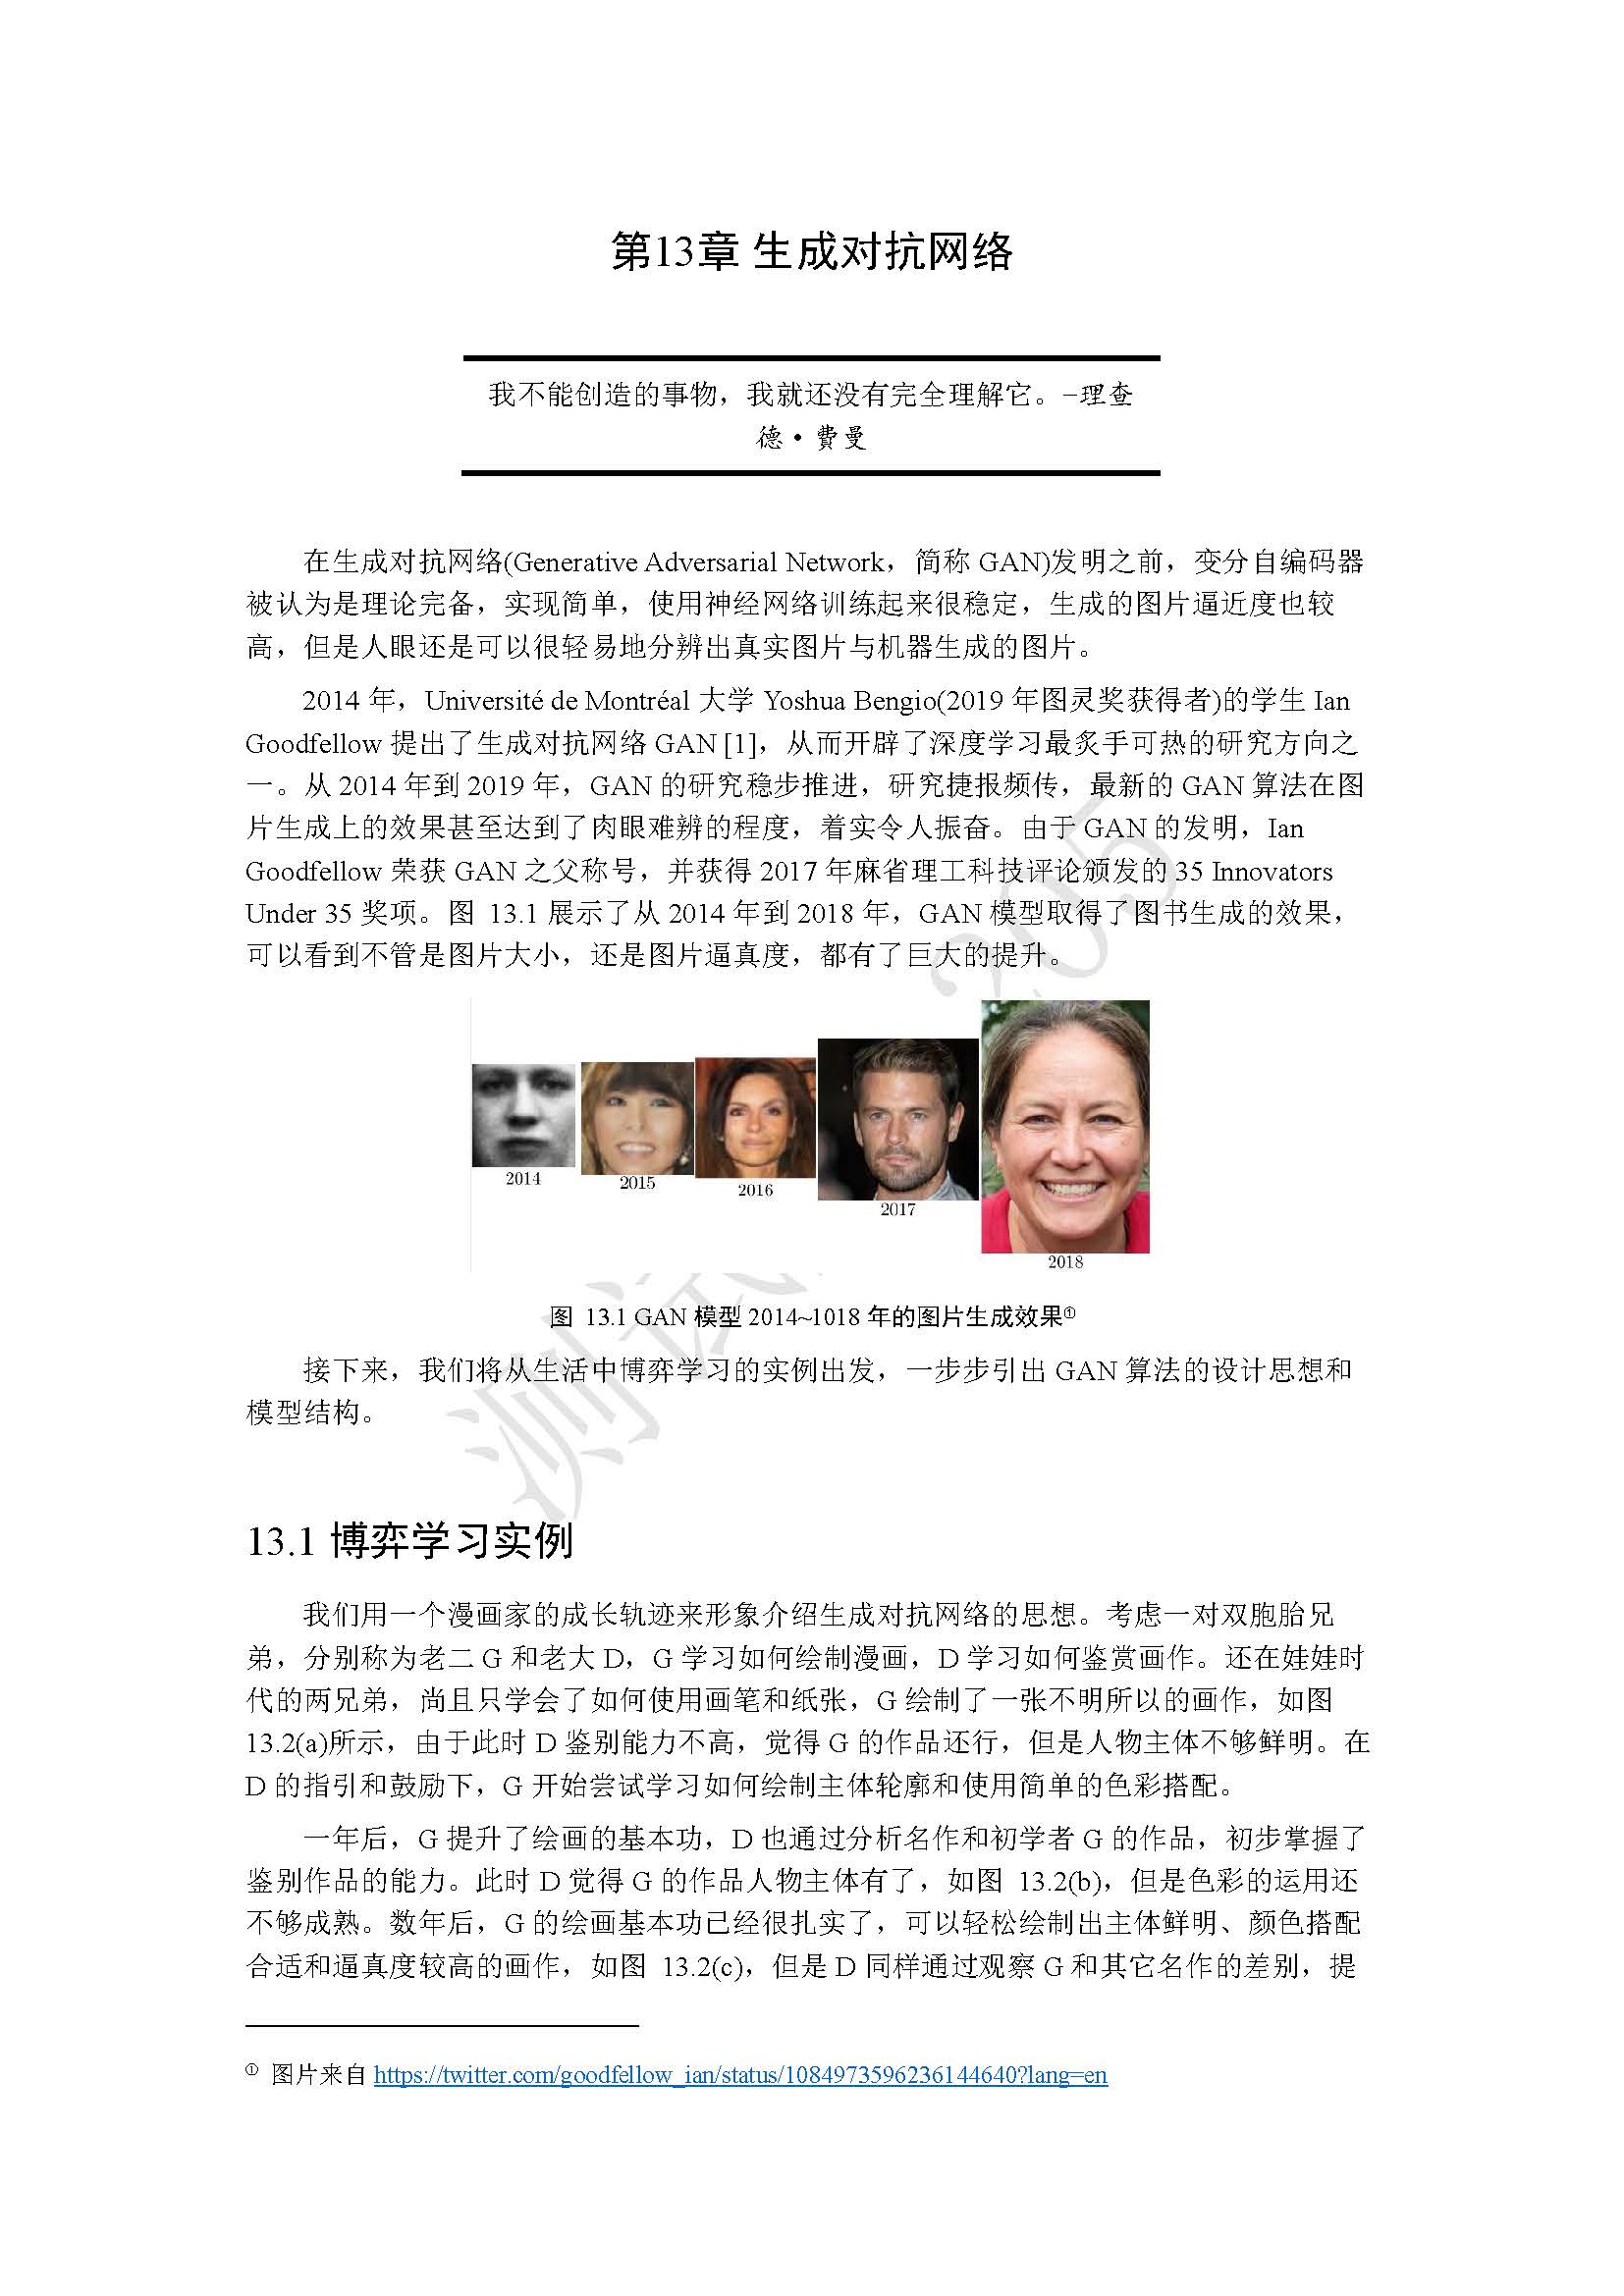 第13章 生成对抗网络
我不能创造的事物，我就还没有完全理解它。−理查
德·费曼
在生成对抗网络(Generative Adversarial Network，简称 GAN)发明之前，变分自编码器
被认为是理论完备，实现简单，使用神经网络训练起来很稳定，生成的图片逼近度也较
高，但是人眼还是可以很轻易地分辨出真实图片与机器生成的图片。
2014 年，Université de Montréal 大学 Yoshua Bengio(2019 年图灵奖获得者)的学生 Ian
Goodfellow 提出了生成对抗网络 GAN [1]，从而开辟了深度学习最炙手可热的研究方向之
一。从 2014 年到 2019 年，GAN 的研究稳步推进，研究捷报频传，最新的 GAN 算法在图
片生成上的效果甚至达到了肉眼难辨的程度，着实令人振奋。由于 GAN 的发明，Ian
Goodfellow 荣获 GAN 之父称号，并获得 2017 年麻省理工科技评论颁发的 35 Innovators
Under 35 奖项。图 13.1 展示了从 2014 年到 2018 年，GAN 模型取得了图书生成的效果，
可以看到不管是图片大小，还是图片逼真度，都有了巨大的提升。
2014
2015
2016
2017
2018
图 13.1 GAN 模型 2014~1018 年的图片生成效果①
接下来，我们将从生活中博弈学习的实例出发，一步步引出 GAN 算法的设计思想和
模型结构。
13.1 博弈学习实例
我们用一个漫画家的成长轨迹来形象介绍生成对抗网络的思想。考虑一对双胞胎兄
弟，分别称为老二 G 和老大 D，G 学习如何绘制漫画，D 学习如何鉴赏画作。还在娃娃时
代的两兄弟，尚且只学会了如何使用画笔和纸张，G 绘制了一张不明所以的画作，如图
13.2(a)所示，由于此时 D 鉴别能力不高，觉得 G 的作品还行，但是人物主体不够鲜明。在
D 的指引和鼓励下，G 开始尝试学习如何绘制主体轮廓和使用简单的色彩搭配。
一年后，G 提升了绘画的基本功，D 也通过分析名作和初学者 G 的作品，初步掌握了
鉴别作品的能力。此时 D 觉得 G 的作品人物主体有了，如图 13.2(b)，但是色彩的运用还
不够成熟。数年后，G 的绘画基本功已经很扎实了，可以轻松绘制出主体鲜明、颜色搭配
合适和逼真度较高的画作，如图 13.2(c)，但是 D 同样通过观察 G 和其它名作的差别，提
① 图片来自 https://twitter.com/goodfellow_ian/status/1084973596236144640?lang=en